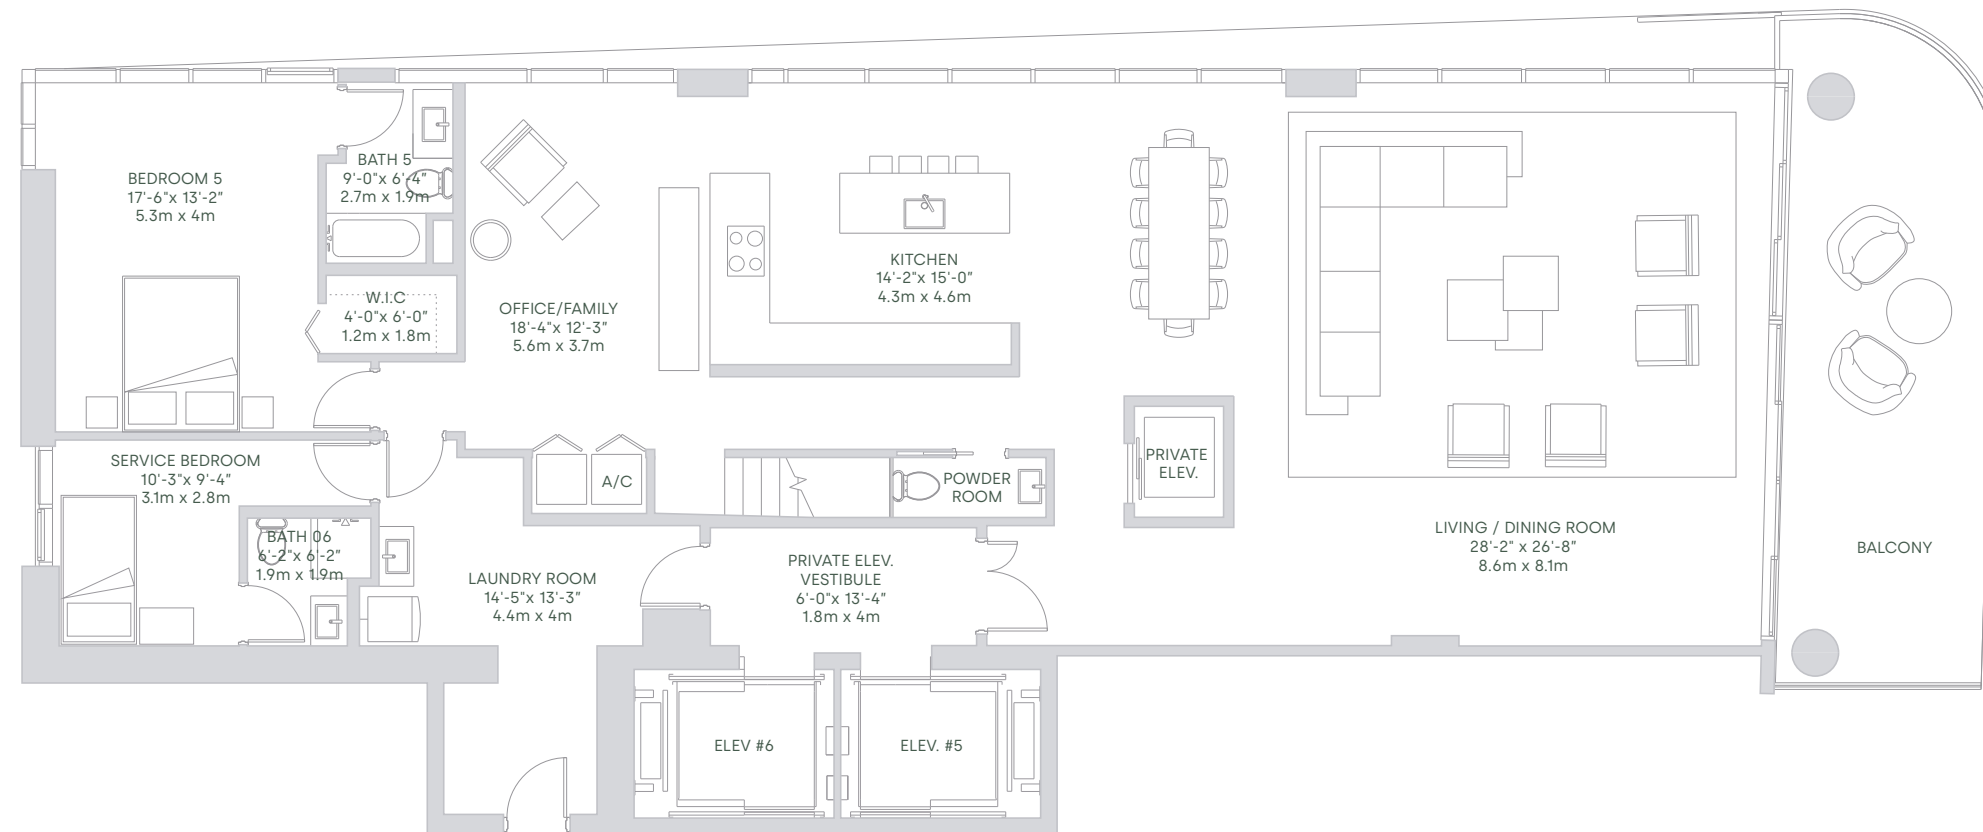 BEDROOM 5
17'-6"x 13'-2"
5.3m x 4m
BATH 5
9'-0"x 6'-4"
2.7m x 1.9m
W.I.C
4'-0"x 6'-0"
1.2m x 1.8m
OFFICE/FAMILY
18'-4"x 12'-3"
5.6m x 3.7m
KITCHEN
14'-2"x 15'-0"
4.3m x 4.6m
SERVICE BEDROOM
10'-3"x 9'-4"
3.1m x 2.8m
BATH 06
6'-2"x 6'-2"
1.9m x 1.9m
A/C
POWDER
ROOM
PRIVATE
ELEV.
LAUNDRY ROOM
14'-5"x 13'-3"
4.4m x 4m
PRIVATE ELEV.
VESTIBULE
6'-0"x 13'-4"
1.8m x 4m
LIVING / DINING ROOM
28'-2" x 26'-8"
8.6m x 8.1m
BALCONY
ELEV #6
ELEV. #5